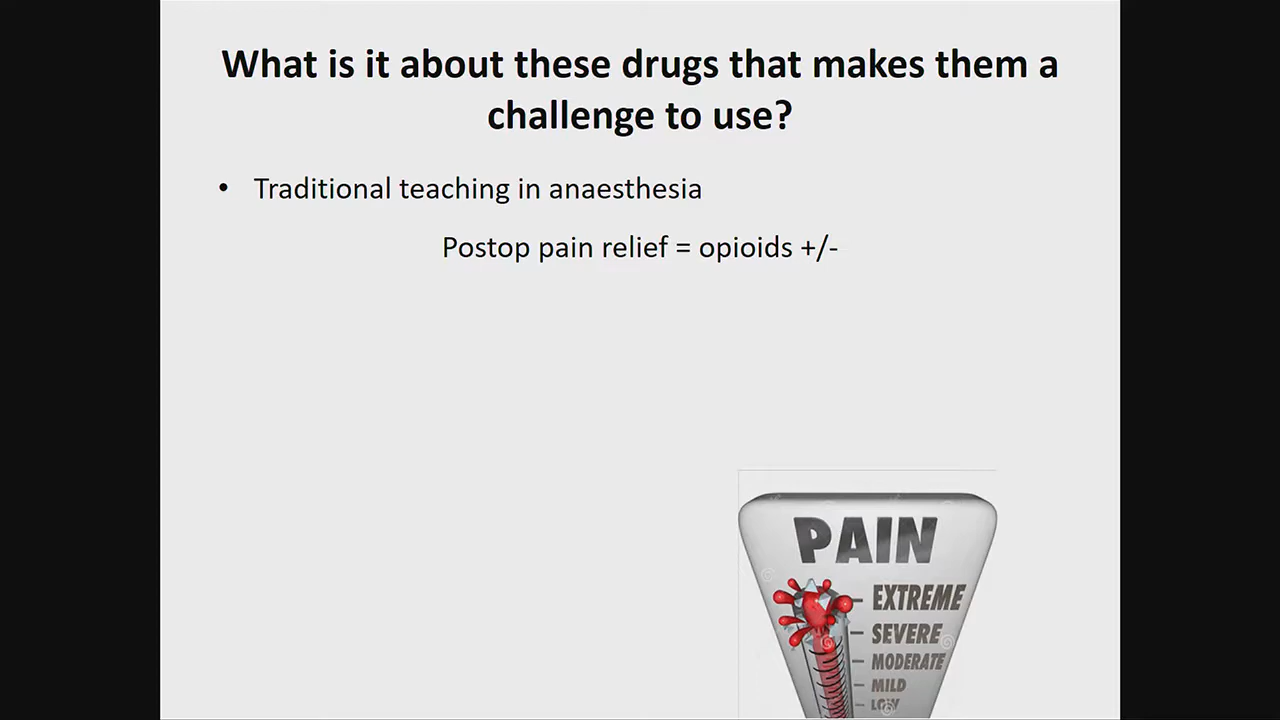 What is it about these drugs that makes them a
challenge to use?
• Traditional teaching in anaesthesia
Postop pain relief = opioids +/-
PAIN
EXTREME
SEVERE
MODERATE
MILD
LOW